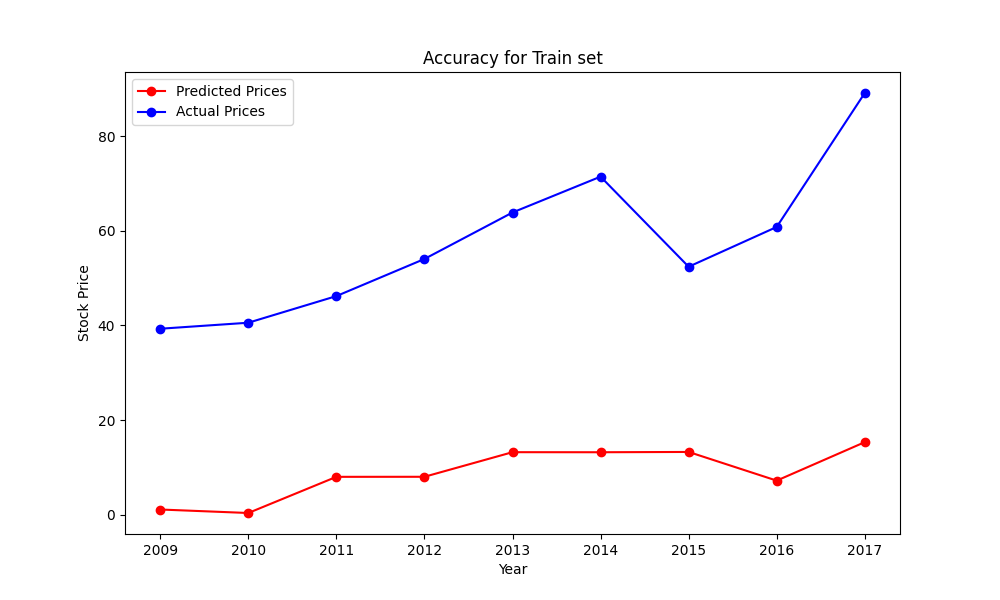 Accuracy for Train set
Predicted Prices
Actual Prices
80
60
40
20
0
Stock Price
2009 2010 2011 2012 2013 2014 2015 2016 2017
Year